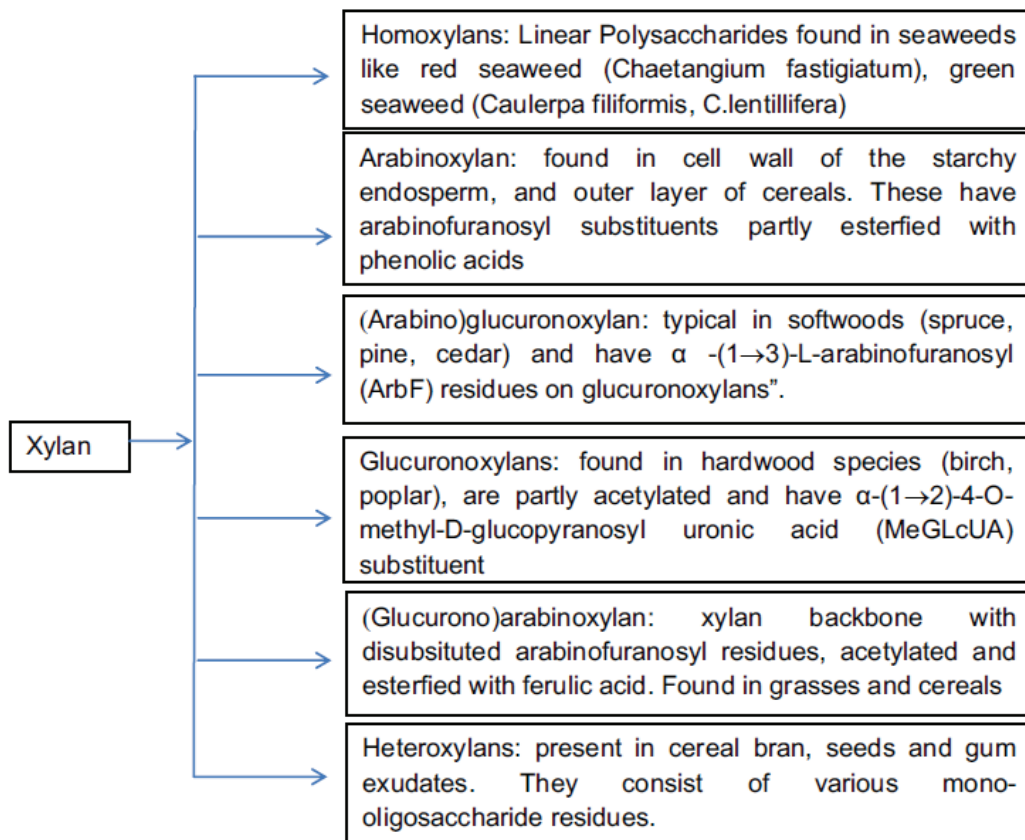 Homoxylans: Linear Polysaccharides found in seaweeds
like red seaweed (Chaetangium fastigiatum), green
seaweed (Caulerpa filiformis, C.lentillifera)
Arabinoxylan: found in cell wall of the starchy
endosperm, and outer layer of cereals. These have
arabinofuranosyl substituents partly esterfied with
phenolic acids
(Arabino)glucuronoxylan: typical in softwoods (spruce,
pine, cedar) and have α -(1→3)-L-arabinofuranosyl
(ArbF) residues on glucuronoxylans”.
Xylan
Glucuronoxylans: found in hardwood species (birch,
poplar), are partly acetylated and have α-(1→2)-4-O-
methyl-D-glucopyranosyl uronic acid (MeGLcUA)
substituent
(Glucurono)arabinoxylan: xylan backbone with
disubsituted arabinofuranosyl residues, acetylated and
esterfied with ferulic acid. Found in grasses and cereals
Heteroxylans: present in cereal bran, seeds and gum
exudates. They consist of various mono-
oligosaccharide residues.